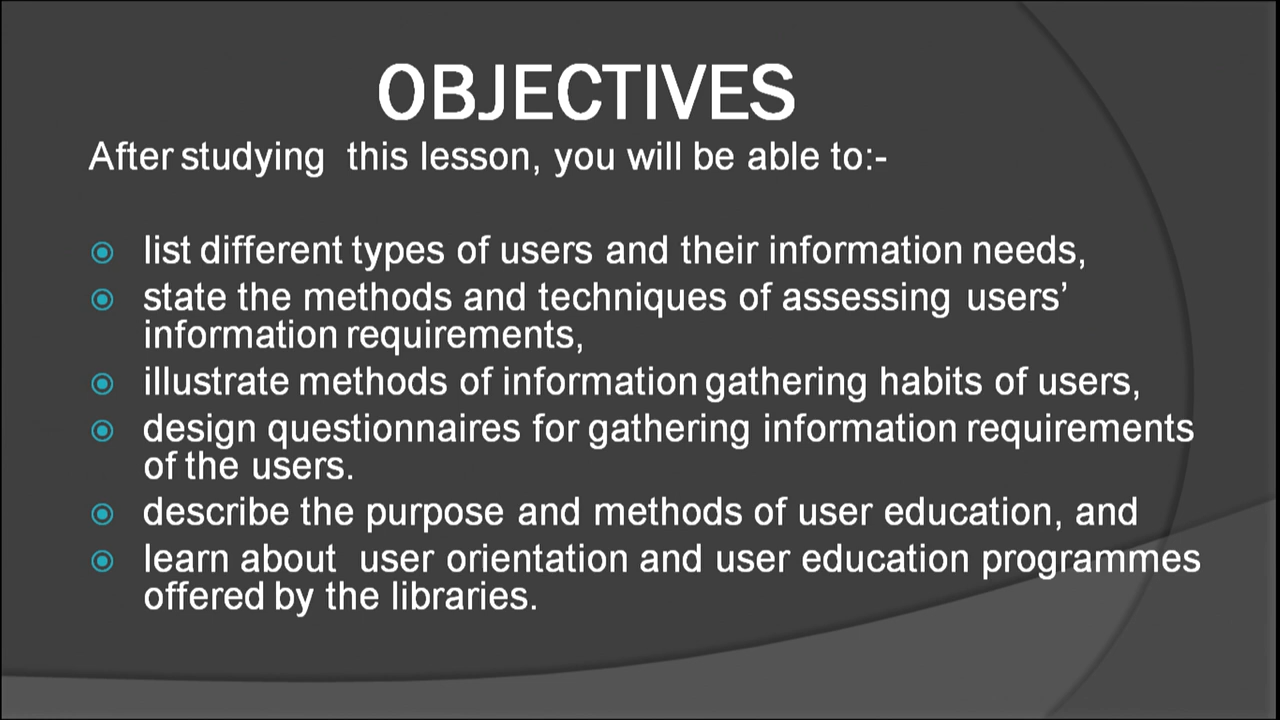 OBJECTIVES
After studying this lesson, you will be able to:-
list different types of users and their information needs,
state the methods and techniques of assessing users’
information requirements,
illustrate methods of information gathering habits of users,
design questionnaires for gathering information requirements
of the users.
describe the purpose and methods of user education, and
learn about user orientation and user education programmes
offered by the libraries.